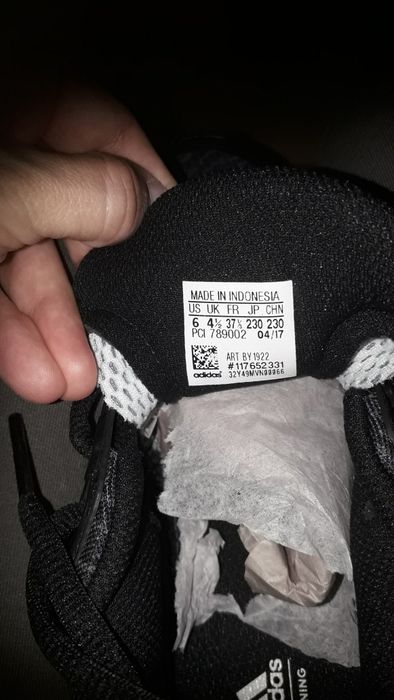 MADE IN INDONESIA
US UK FR JP CHN
6 4½ 37⅓ 230 230
PCI 789002 04/17
ART BY1922
#117652331
adidas